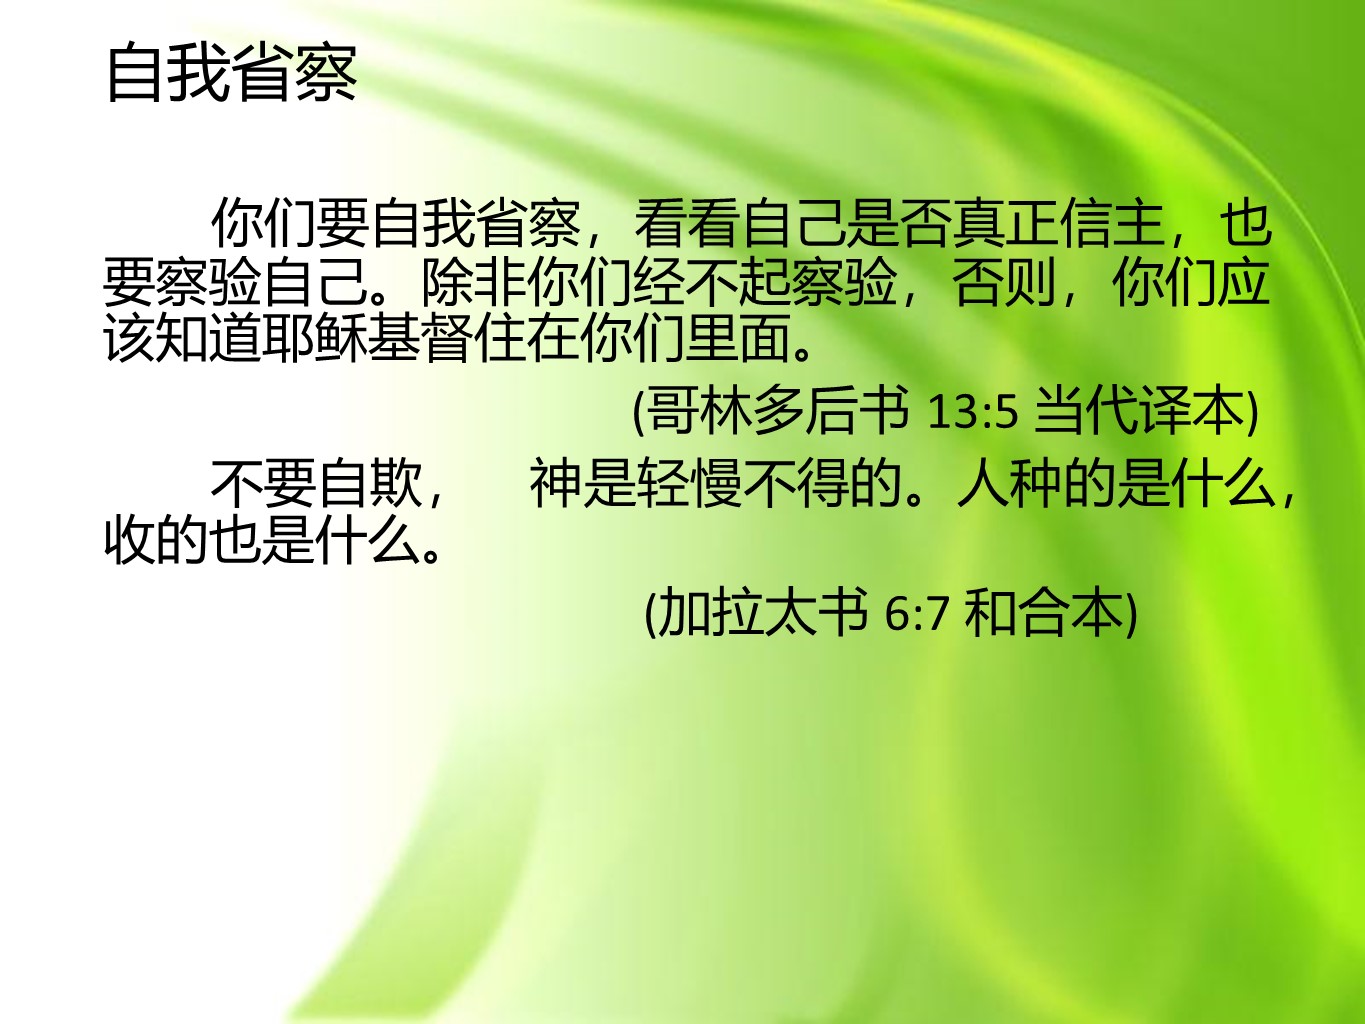 自我省察
你们要自我省察，看看自己是否真正信主，也
要察验自己。除非你们经不起察验，否则，你们应
该知道耶稣基督住在你们里面。
(哥林多后书 13:5 当代译本)
不要自欺，　神是轻慢不得的。人种的是什么，
收的也是什么。
(加拉太书 6:7 和合本)